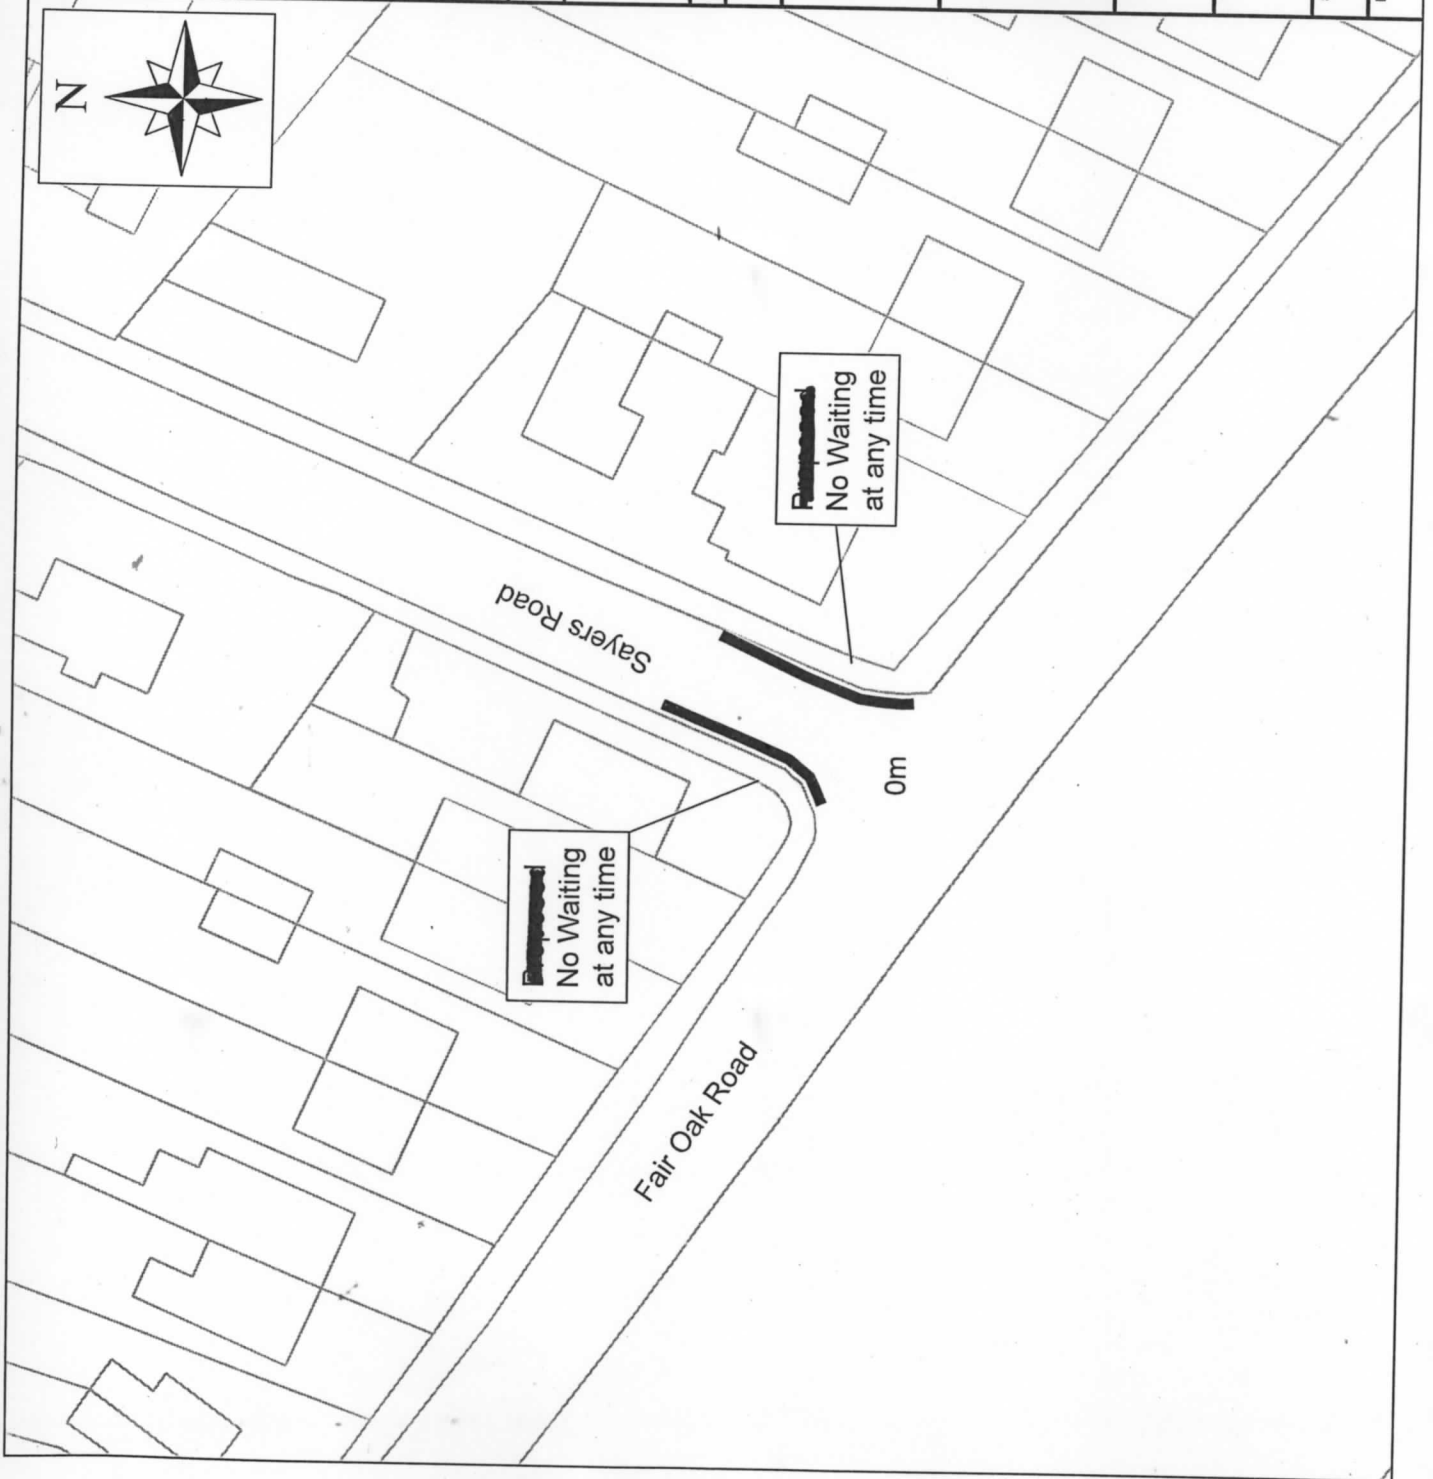 N
No Waiting
at any time
Sayers Road
No Waiting
at any time
0m
Fair Oak Road